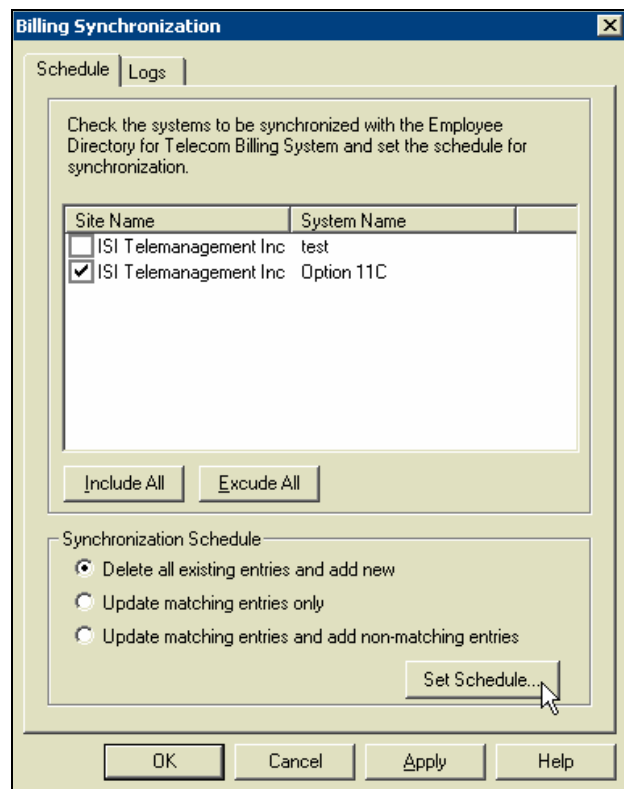 Billing Synchronization
Schedule Logs
Check the systems to be synchronized with the Employee
Directory for Telecom Billing System and set the schedule for
synchronization.
Site Name System Name
ISI Telemanagement Inc test
ISI Telemanagement Inc Option 11C
Include All Excude All
Synchronization Schedule
Delete all existing entries and add new
Update matching entries only
Update matching entries and add non-matching entries
Set Schedule...
OK Cancel Apply Help